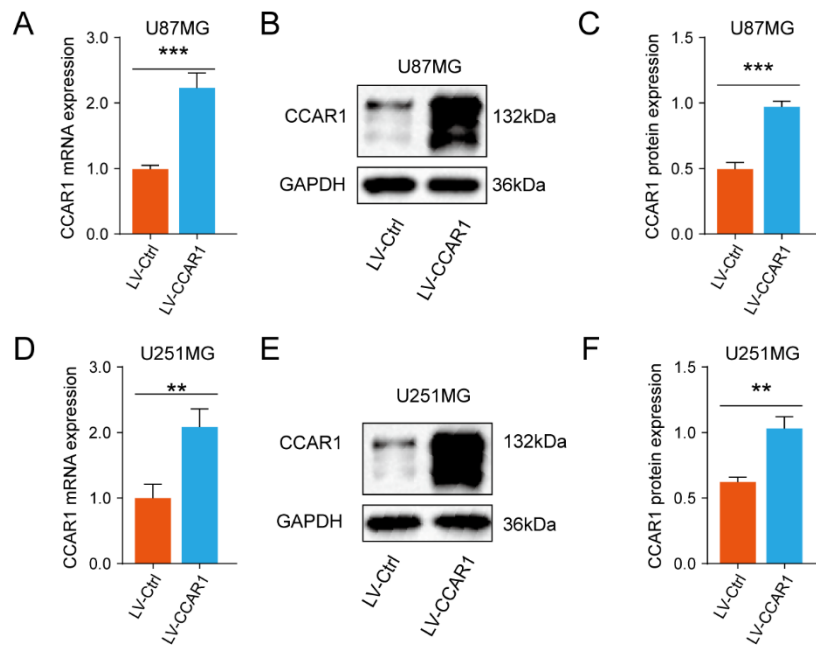 A
U87MG
CCAR1 mRNA expression
3.0
***
2.0
1.0
0.0
LV-Ctrl
LV-CCAR1
B
U87MG
CCAR1
132kDa
GAPDH
36kDa
LV-Ctrl
LV-CCAR1
C
U87MG
CCAR1 protein expression
1.5
***
1.0
0.5
0.0
LV-Ctrl
LV-CCAR1
D
U251MG
CCAR1 mRNA expression
3.0
**
2.0
1.0
0.0
LV-Ctrl
LV-CCAR1
E
U251MG
CCAR1
132kDa
GAPDH
36kDa
LV-Ctrl
LV-CCAR1
F
U251MG
CCAR1 protein expression
1.5
**
1.0
0.5
0.0
LV-Ctrl
LV-CCAR1